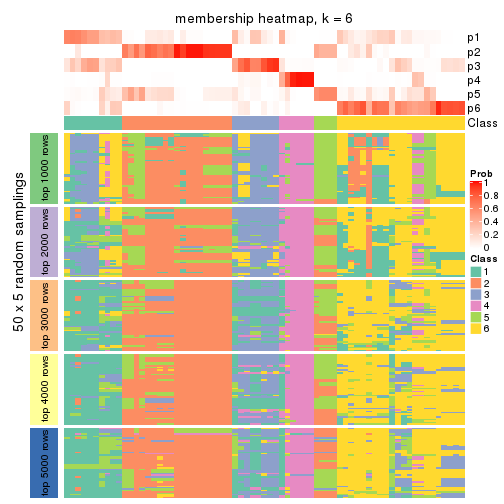 membership heatmap, k = 6
p1
p2
p3
p4
p5
p6
Class
50 x 5 random samplings
top 1000 rows
top 2000 rows
top 3000 rows
top 4000 rows
top 5000 rows
Prob
1
0.8
0.6
0.4
0.2
0
Class
1
2
3
4
5
6